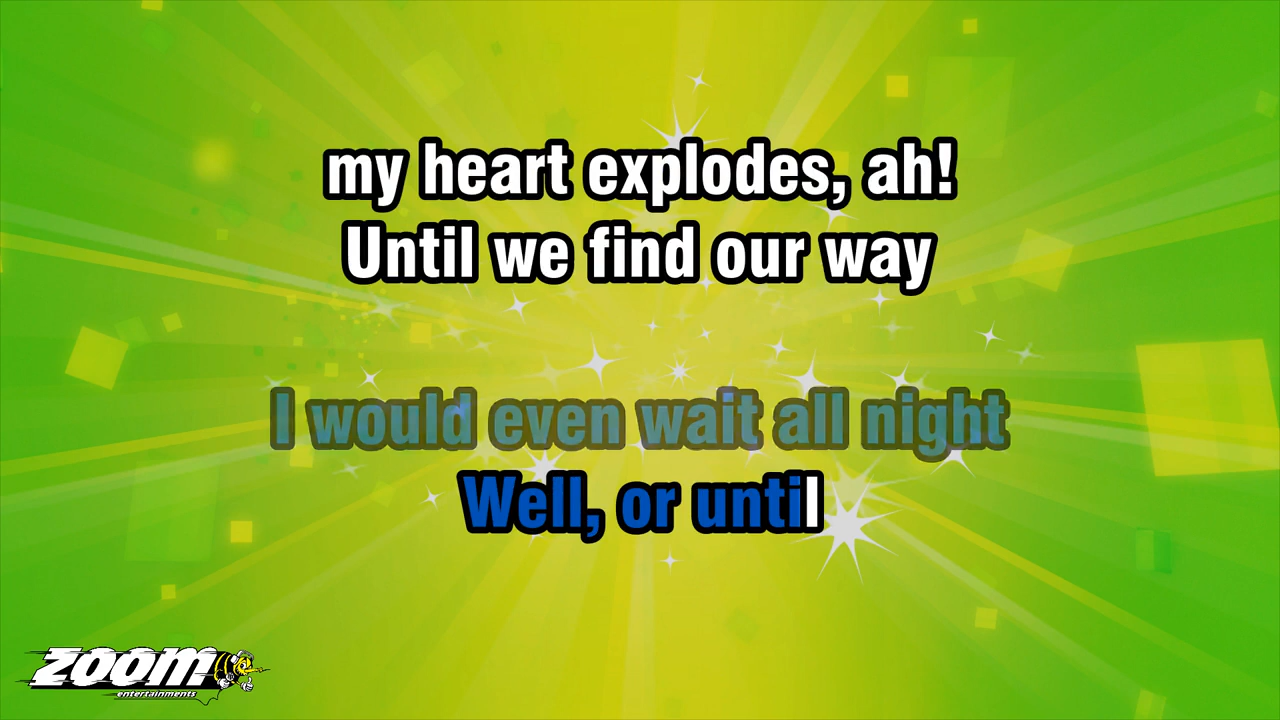 my heart explodes, ah!
Until we find our way
I would even wait all night
Well, or until
zoom
entertainments